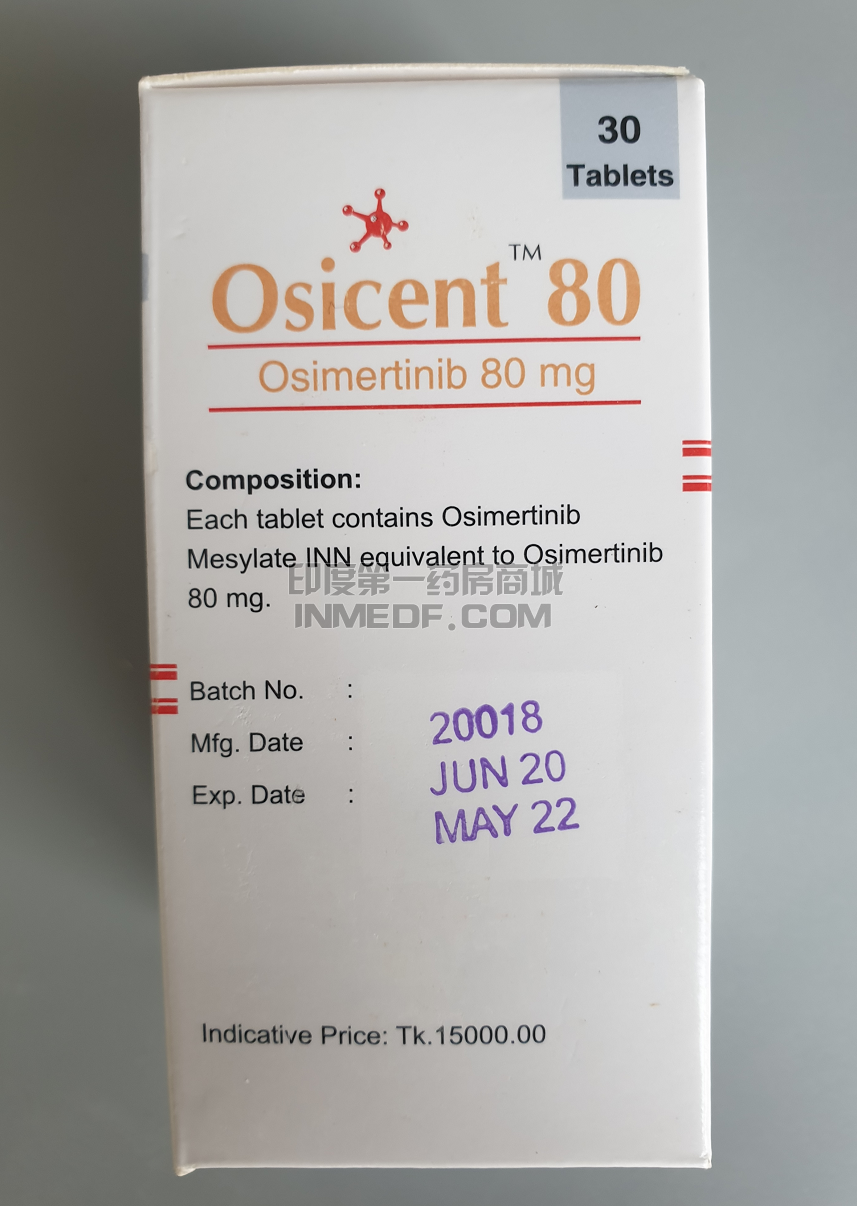 30
Tablets
Osicent™ 80
Osimertinib 80 mg
Composition:
Each tablet contains Osimertinib
Mesylate INN equivalent to Osimertinib
80 mg.
印度第一药房商城
INMEDF.COM
Batch No. : 20018
Mfg. Date : JUN 20
Exp. Date : MAY 22
Indicative Price: Tk.15000.00